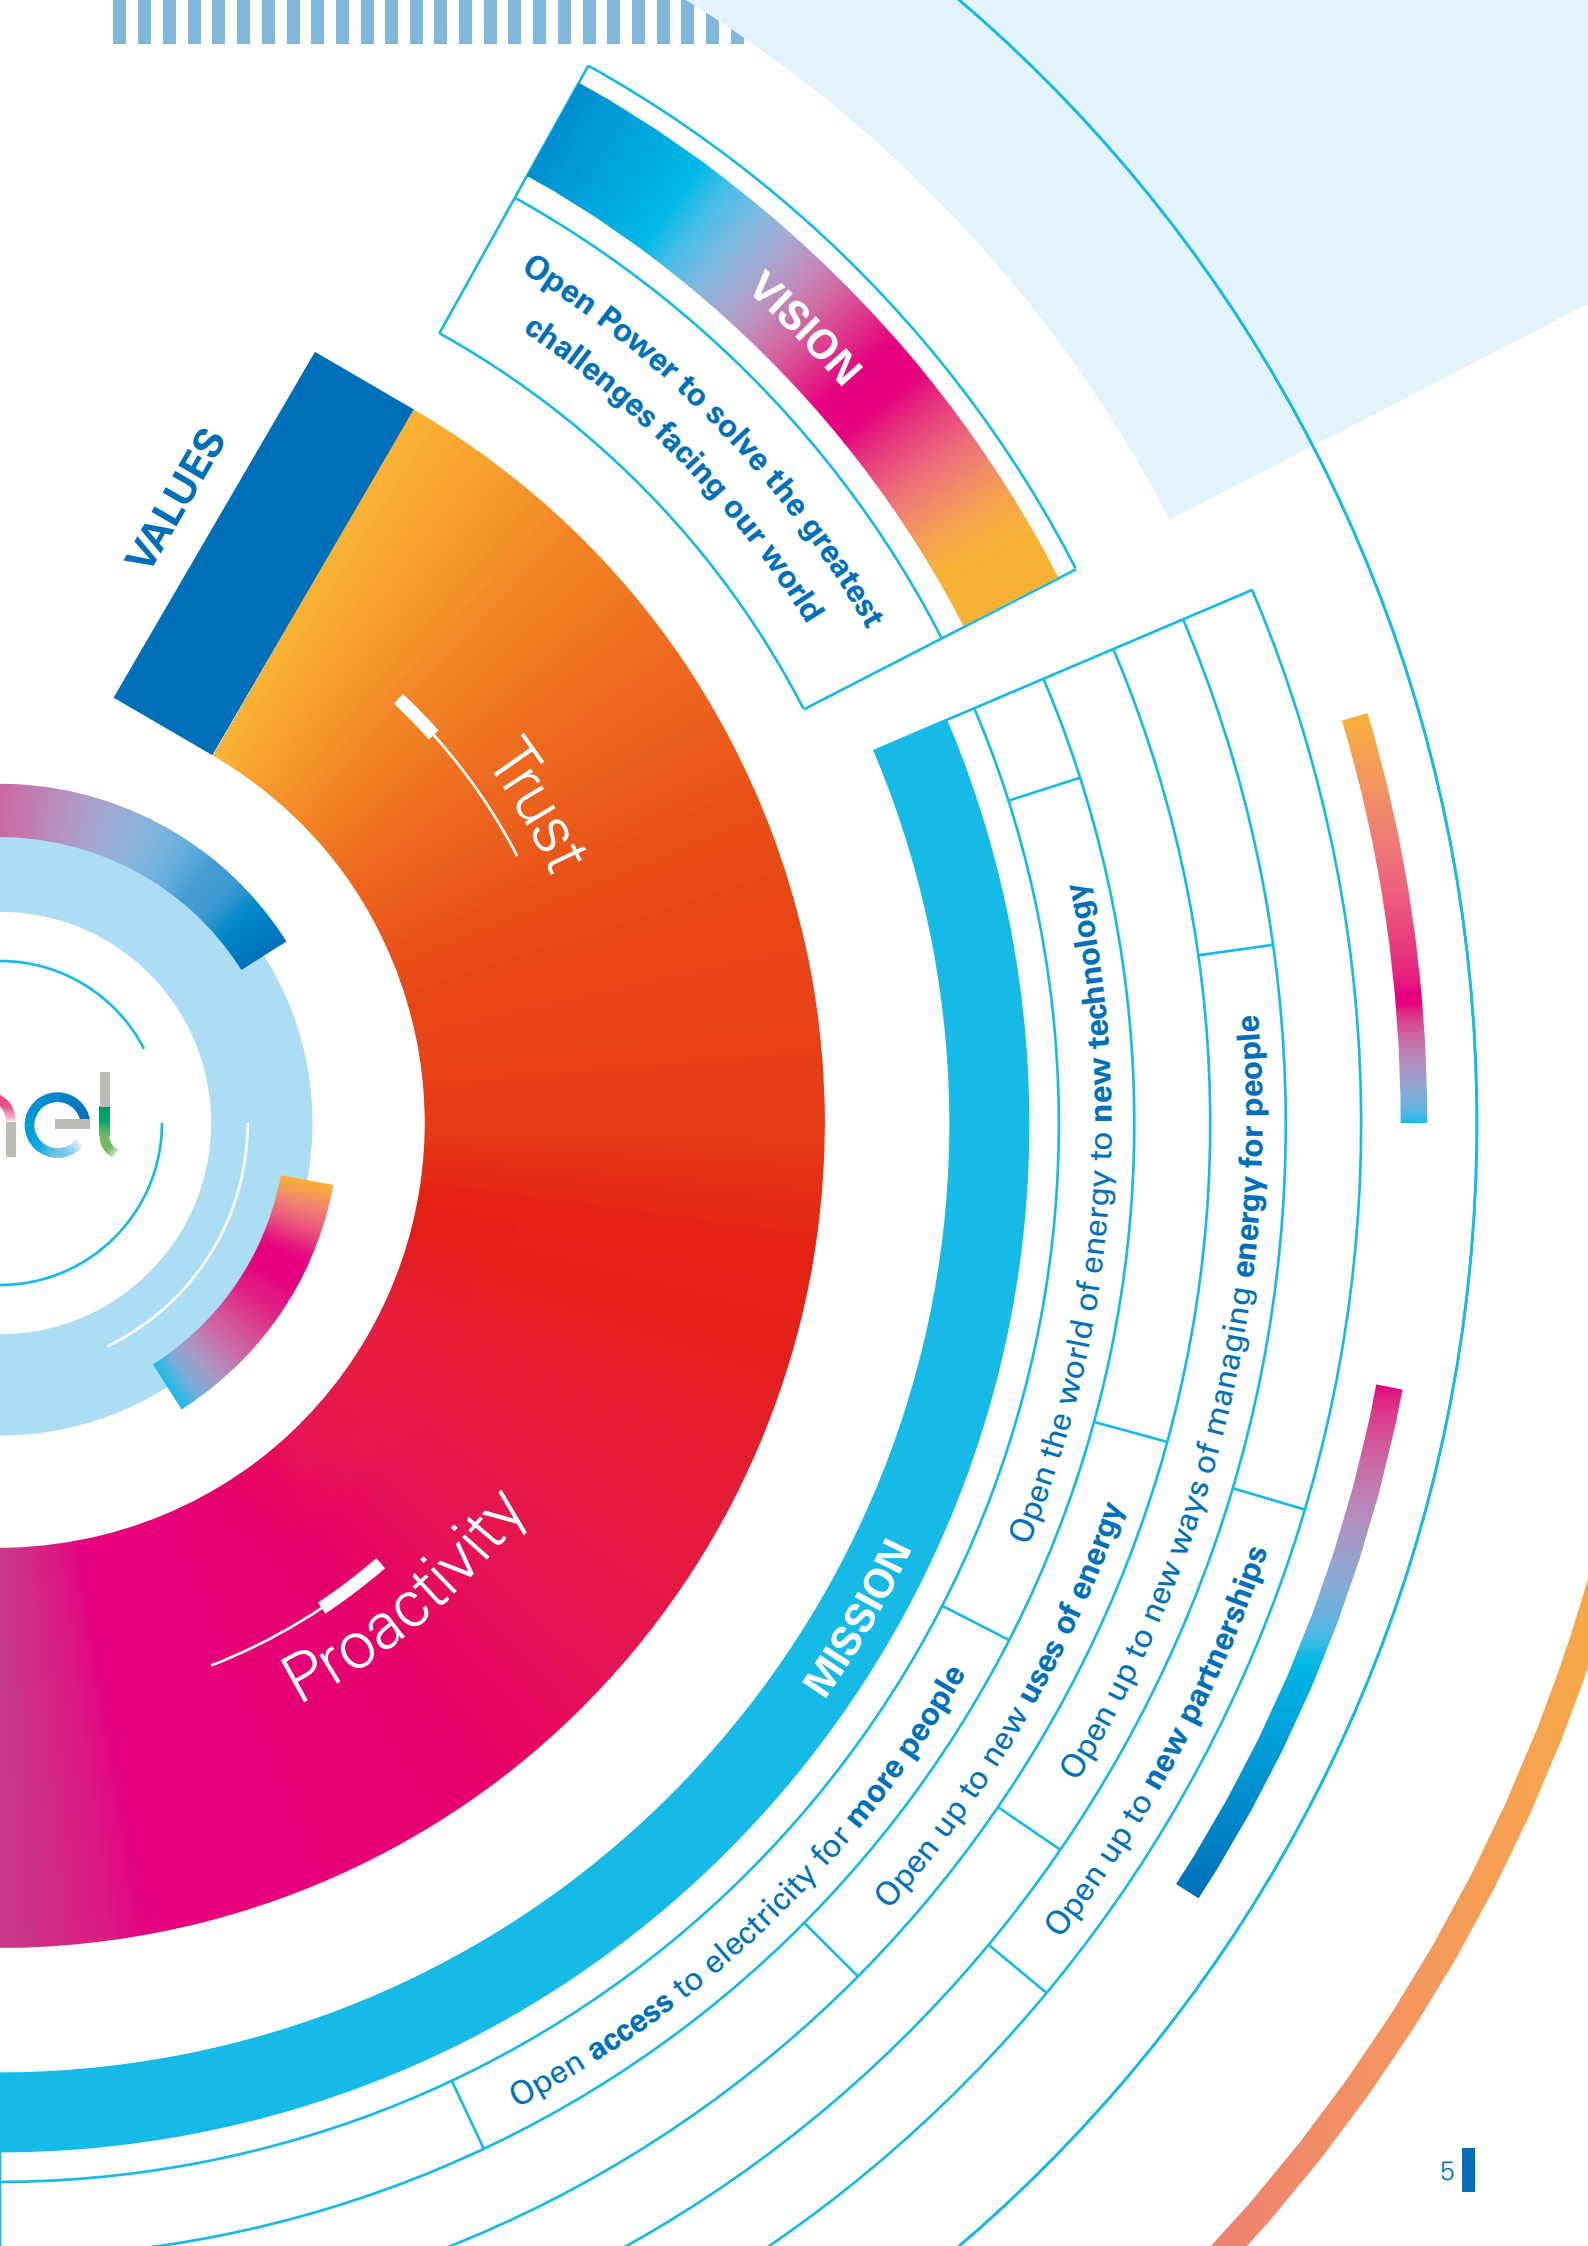 VISION
Open Power to solve the greatest
challenges facing our world
VALUES
Trust
Proactivity
nel
MISSION
Open access to electricity for more people
Open the world of energy to new technology
Open up to new uses of energy
Open up to new ways of managing energy for people
Open up to new partnerships
5